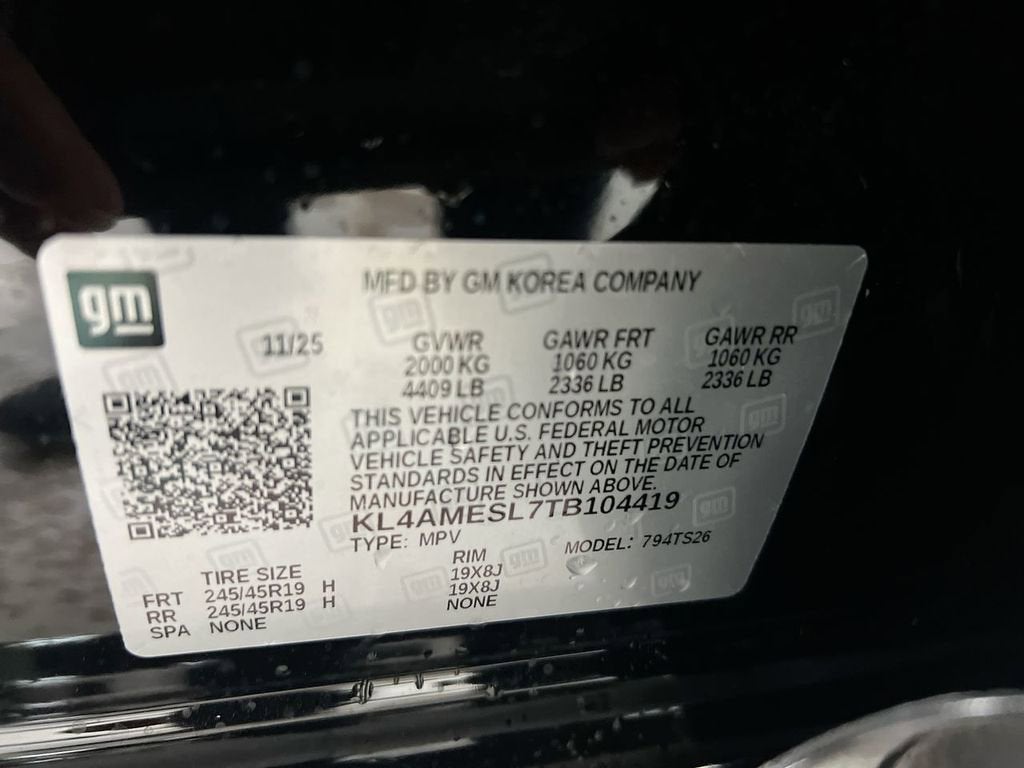 gm
MFD BY GM KOREA COMPANY
11/25 GVWR GAWR FRT GAWR RR
2000 KG 1060 KG 1060 KG
4409 LB 2336 LB 2336 LB
THIS VEHICLE CONFORMS TO ALL
APPLICABLE U.S. FEDERAL MOTOR
VEHICLE SAFETY AND THEFT PREVENTION
STANDARDS IN EFFECT ON THE DATE OF
MANUFACTURE SHOWN ABOVE.
KL4AMESL7TB104419
TYPE: MPV MODEL: 794TS26
TIRE SIZE RIM
FRT 245/45R19 H 19X8J
RR 245/45R19 H 19X8J
SPA NONE NONE